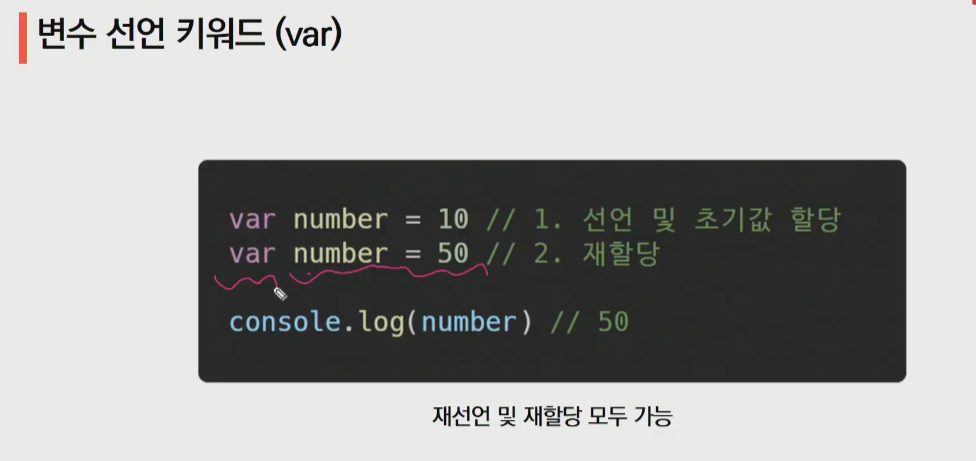 변수 선언 키워드 (var)
var number = 10 // 1. 선언 및 초기값 할당
var number = 50 // 2. 재할당
console.log(number) // 50
재선언 및 재할당 모두 가능